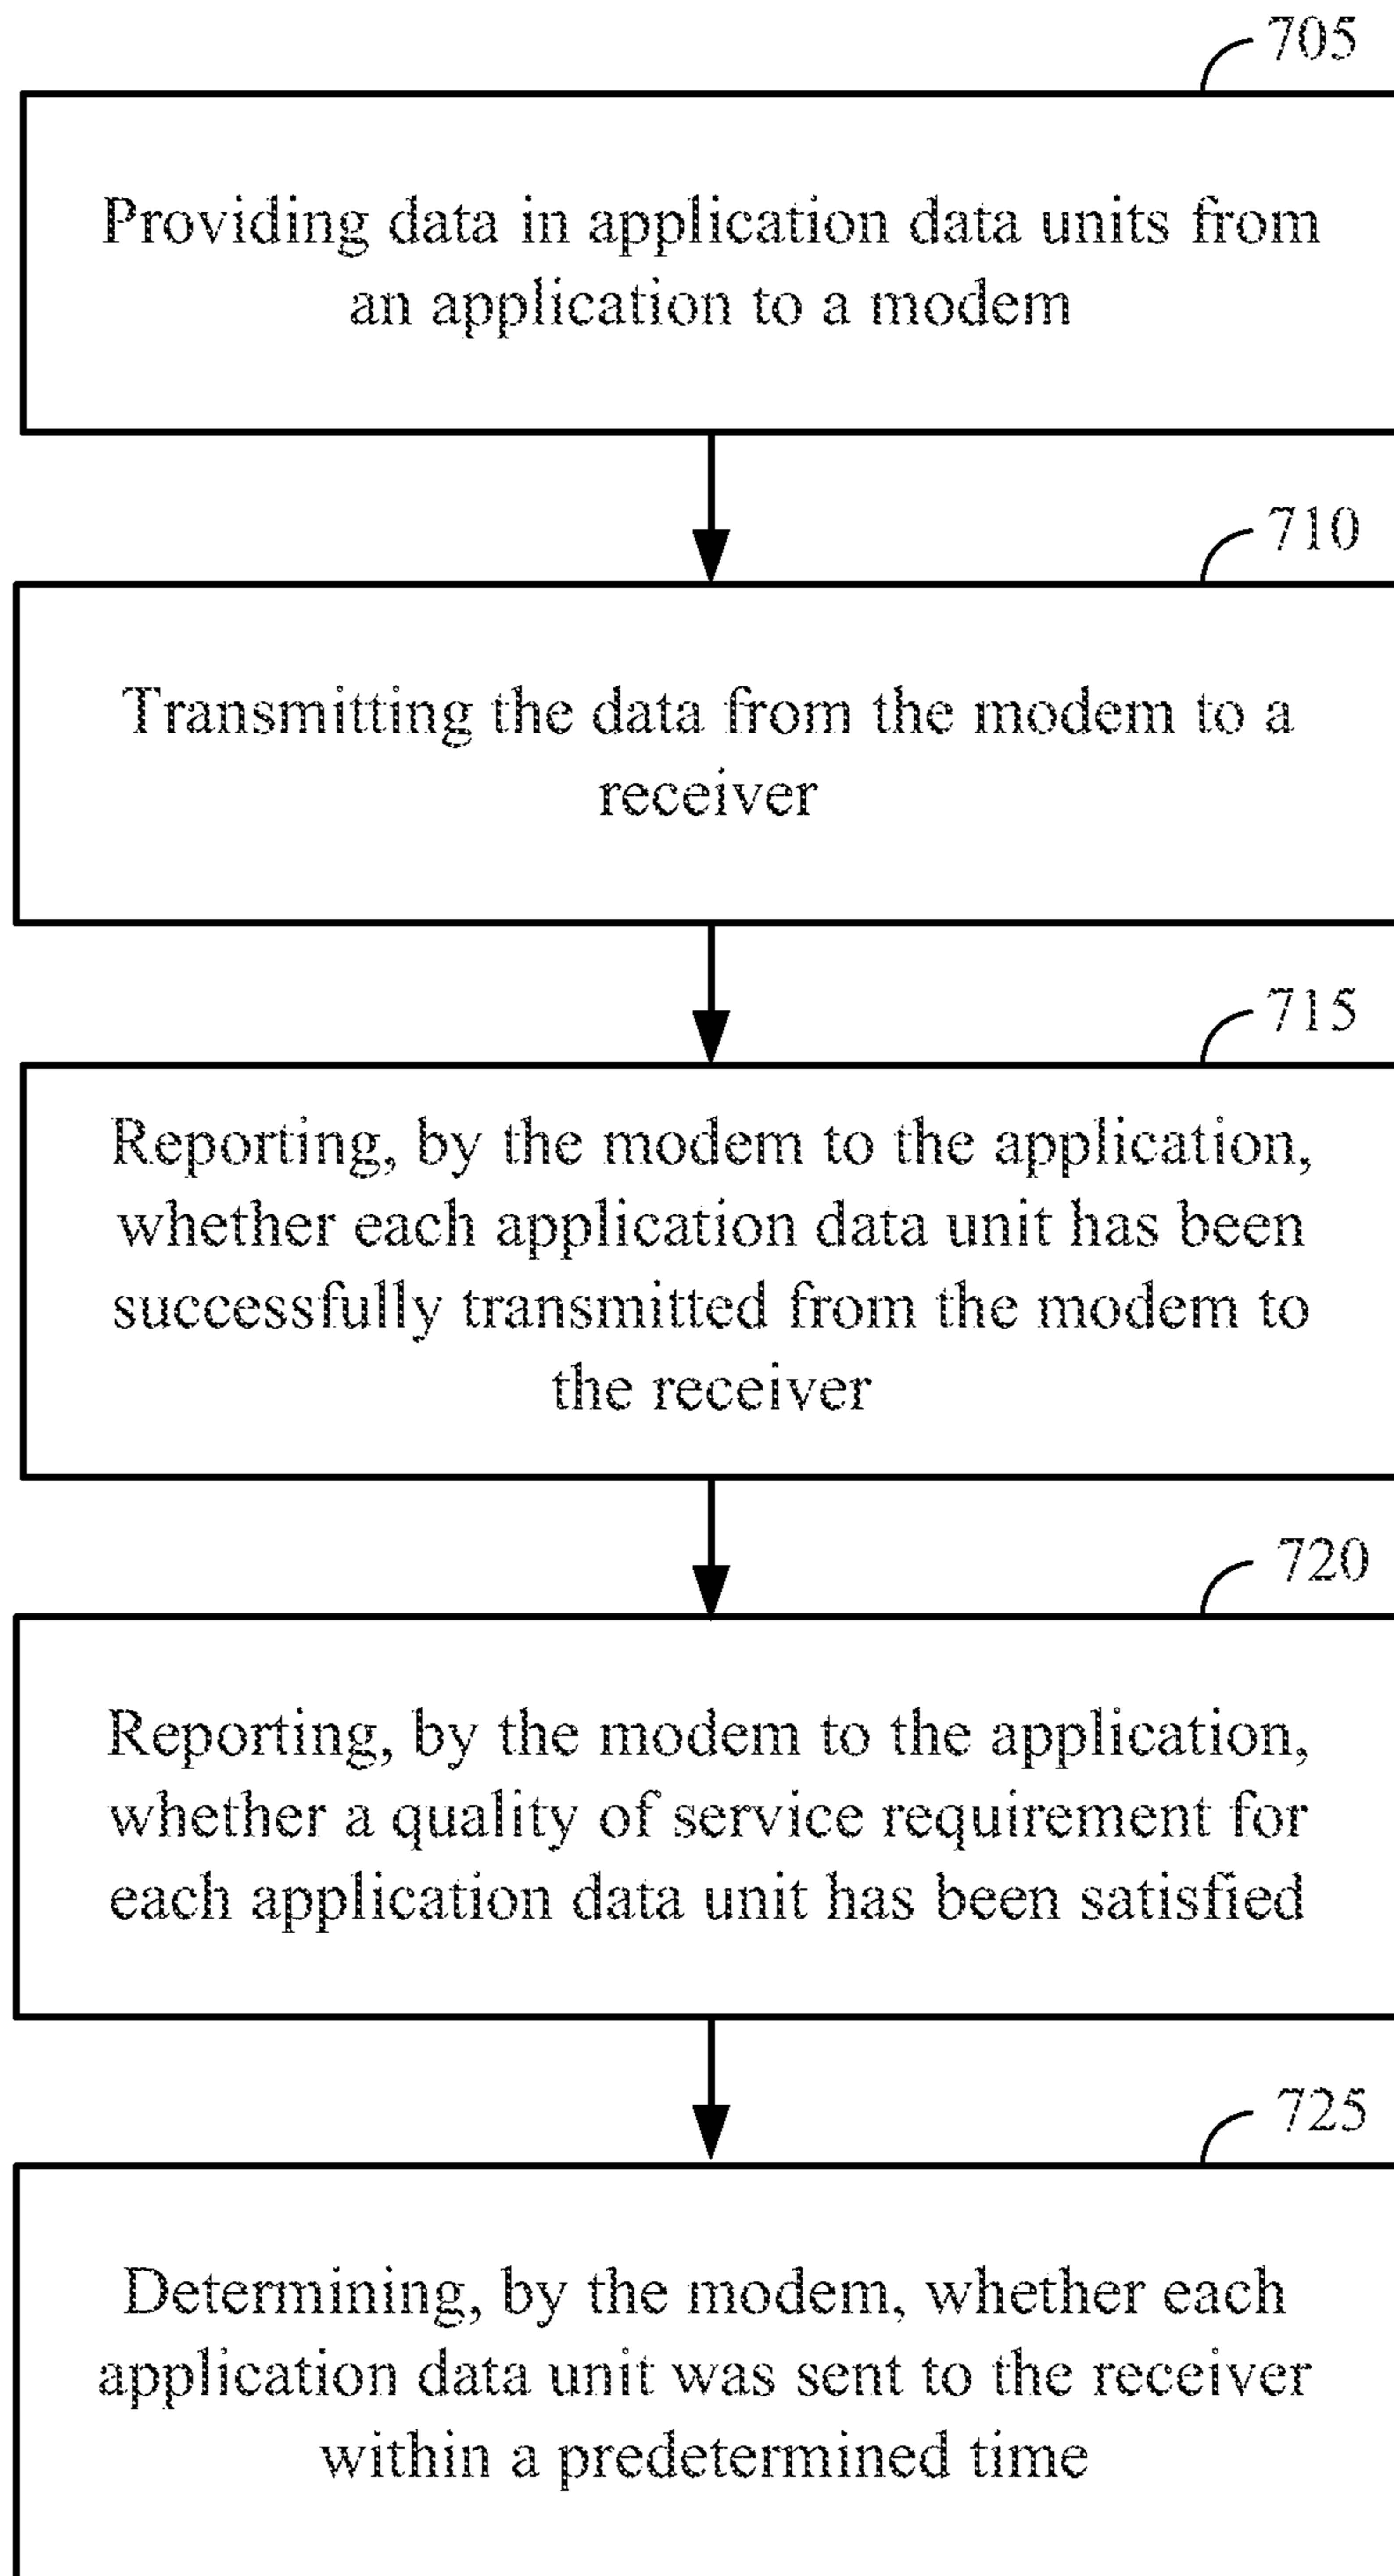 705
Providing data in application data units from
an application to a modem
710
Transmitting the data from the modem to a
receiver
715
Reporting, by the modem to the application,
whether each application data unit has been
successfully transmitted from the modem to
the receiver
720
Reporting, by the modem to the application,
whether a quality of service requirement for
each application data unit has been satisfied
725
Determining, by the modem, whether each
application data unit was sent to the receiver
within a predetermined time